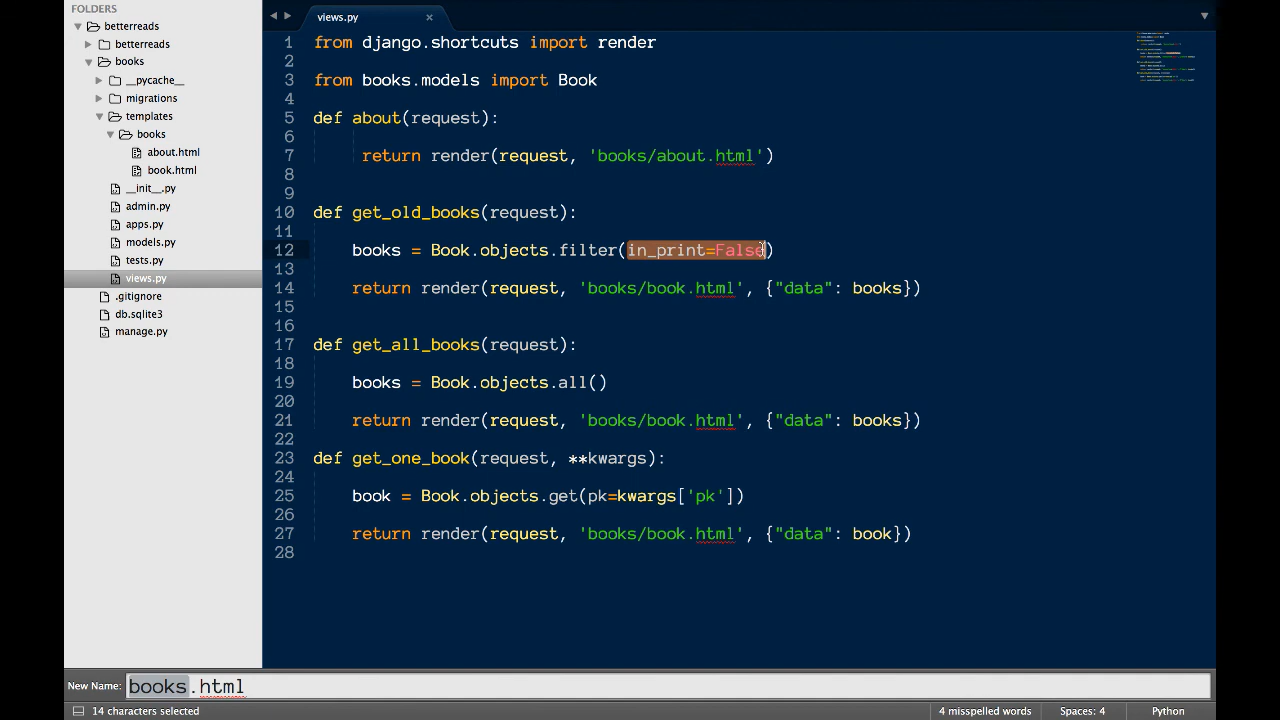 FOLDERS
betterreads
betterreads
books
__pycache__
migrations
templates
books
about.html
book.html
__init__.py
admin.py
apps.py
models.py
tests.py
views.py
.gitignore
db.sqlite3
manage.py
views.py
1 from django.shortcuts import render
2
3 from books.models import Book
4
5 def about(request):
6
7 return render(request, 'books/about.html')
8
9
10 def get_old_books(request):
11
12 books = Book.objects.filter(in_print=False)
13
14 return render(request, 'books/book.html', {"data": books})
15
16
17 def get_all_books(request):
18
19 books = Book.objects.all()
20
21 return render(request, 'books/book.html', {"data": books})
22
23 def get_one_book(request, **kwargs):
24
25 book = Book.objects.get(pk=kwargs['pk'])
26
27 return render(request, 'books/book.html', {"data": book})
28
New Name: books.html
14 characters selected
4 misspelled words
Spaces: 4
Python